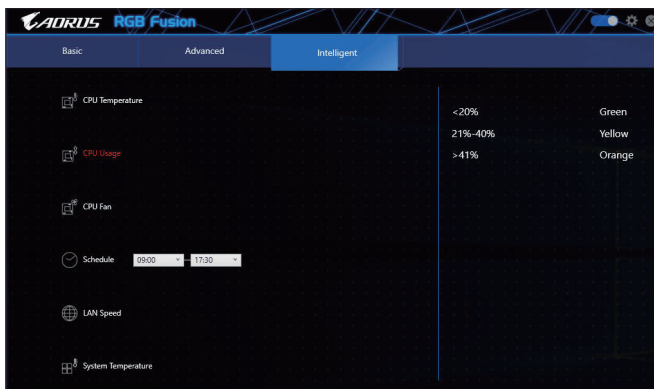 AORUS RGB Fusion
Basic Advanced Intelligent
CPU Temperature
<20% Green
21%-40% Yellow
CPU Usage
>41% Orange
CPU Fan
Schedule 09:00 17:30
LAN Speed
System Temperature